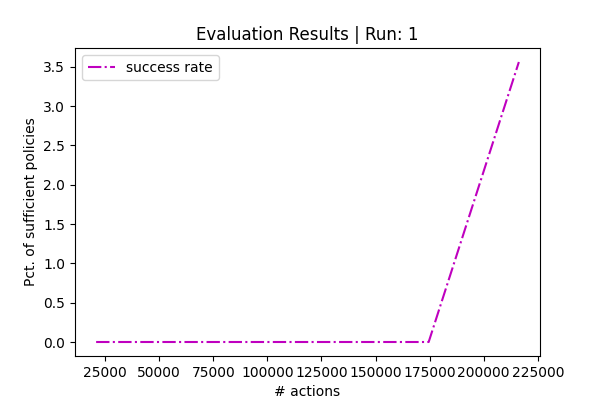 Evaluation Results | Run: 1
success rate
Pct. of sufficient policies
3.5
3.0
2.5
2.0
1.5
1.0
0.5
0.0
25000 50000 75000 100000 125000 150000 175000 200000 225000
# actions